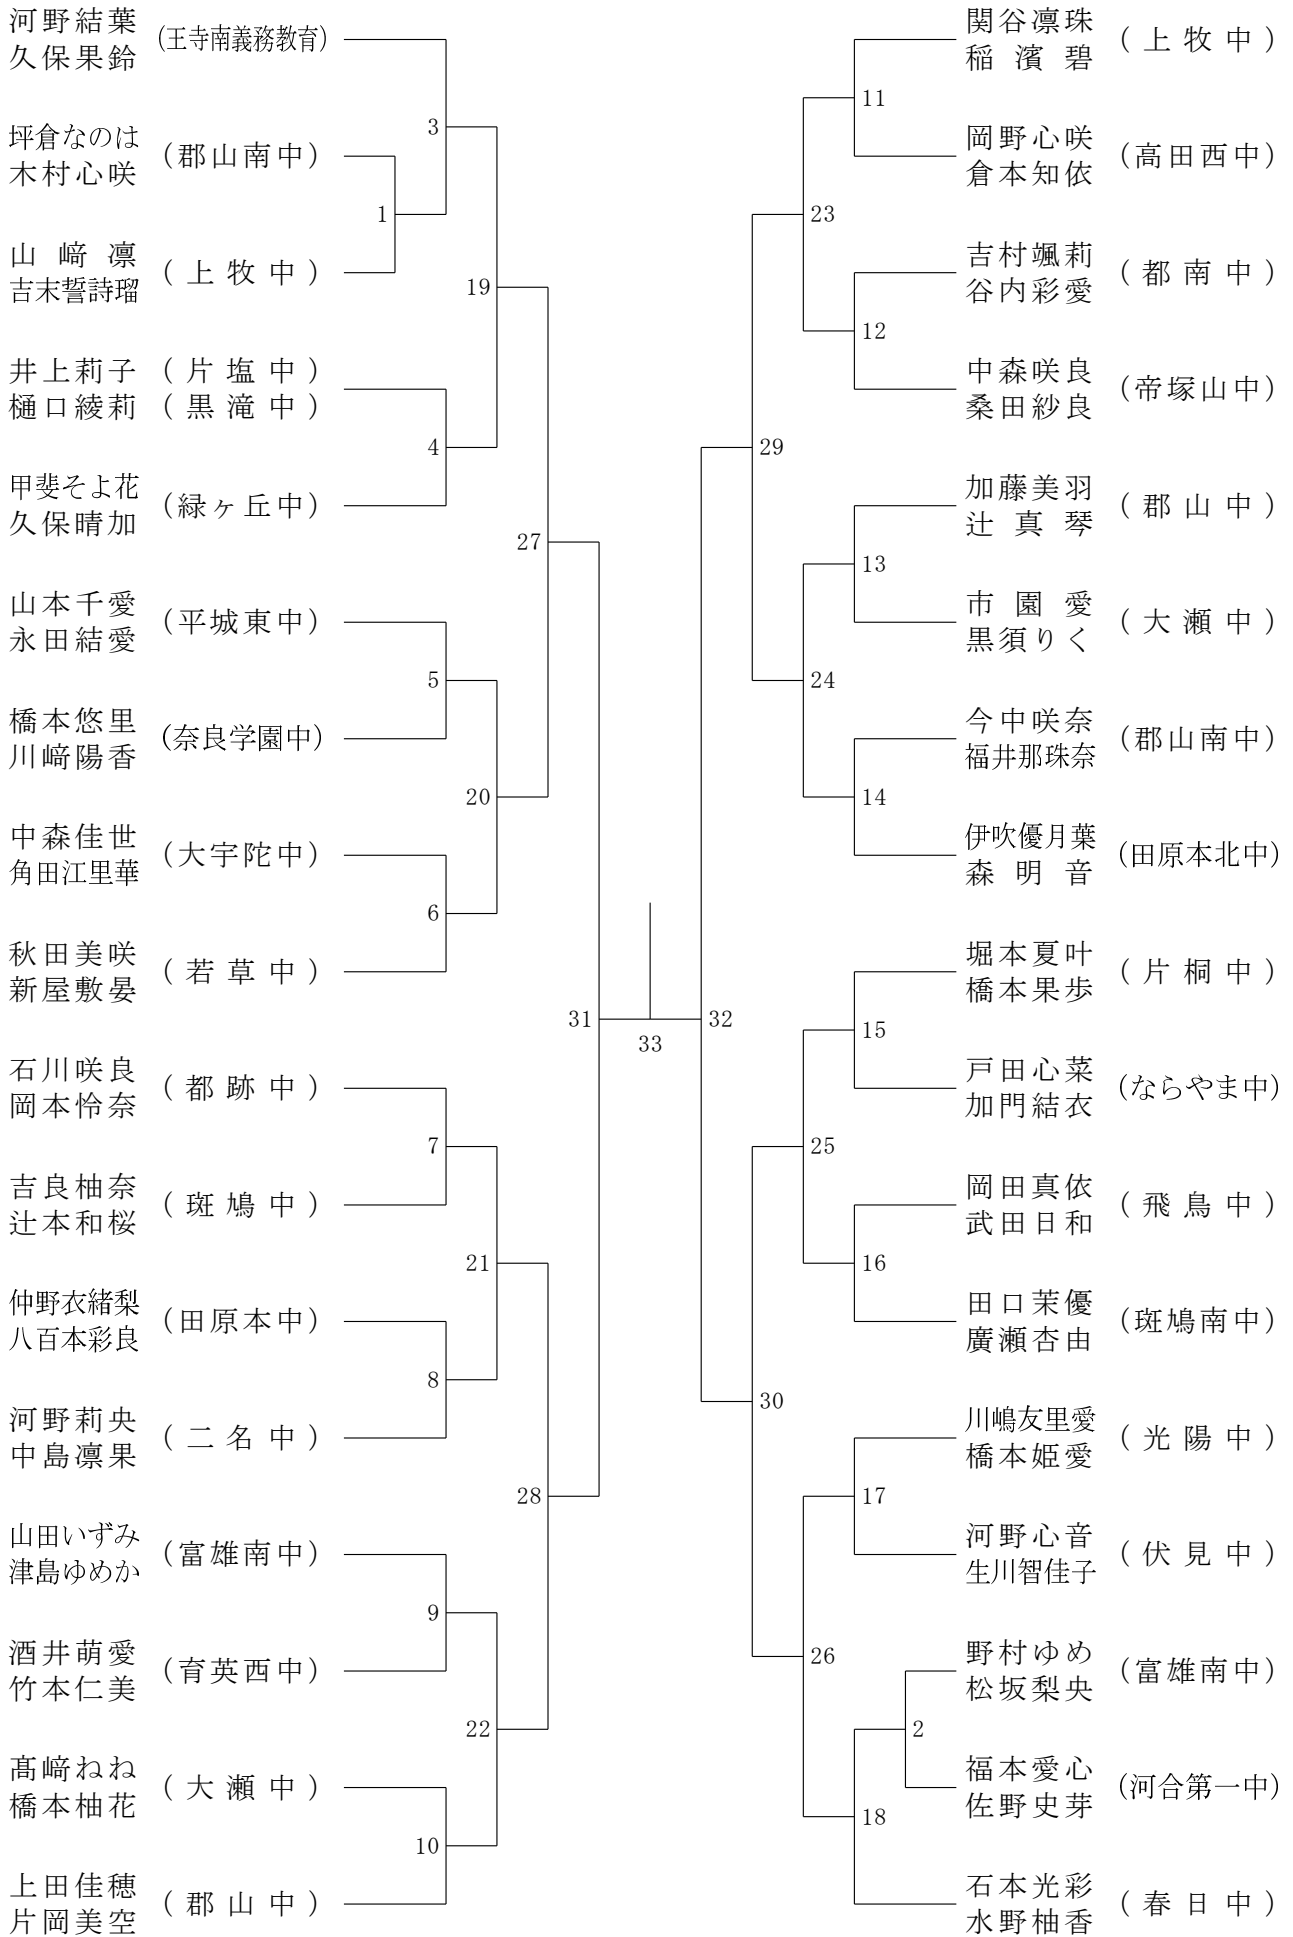 河野結葉
久保果鈴
(王寺南義務教育)
坪倉なのは
木村心咲
(郡山南中)
山﨑凛
吉末誓詩瑠
(上牧中)
井上莉子 (片塩中)
樋口綾莉 (黒滝中)
甲斐そよ花
久保晴加
(緑ヶ丘中)
山本千愛
永田結愛
(平城東中)
橋本悠里
川﨑陽香
(奈良学園中)
中森佳世
角田江里華
(大宇陀中)
秋田美咲
新屋敷晏
(若草中)
石川咲良
岡本怜奈
(都跡中)
吉良柚奈
辻本和桜
(斑鳩中)
仲野衣緒梨
八百本彩良
(田原本中)
河野莉央
中島凛果
(二名中)
山田いずみ
津島ゆめか
(富雄南中)
酒井萌愛
竹本仁美
(育英西中)
髙﨑ねね
橋本柚花
(大瀬中)
上田佳穂
片岡美空
(郡山中)
3
1
19
4
27
5
20
6
31
7
21
8
28
9
22
10
33
32
11
23
12
29
13
24
14
15
25
16
30
17
26
2
18
関谷凛珠
稲濱碧
(上牧中)
岡野心咲
倉本知依
(高田西中)
吉村颯莉
谷内彩愛
(都南中)
中森咲良
桑田紗良
(帝塚山中)
加藤美羽
辻真琴
(郡山中)
市園愛
黒須りく
(大瀬中)
今中咲奈
福井那珠奈
(郡山南中)
伊吹優月葉
森明音
(田原本北中)
堀本夏叶
橋本果歩
(片桐中)
戸田心菜
加門結衣
(ならやま中)
岡田真依
武田日和
(飛鳥中)
田口茉優
廣瀬杏由
(斑鳩南中)
川嶋友里愛
橋本姫愛
(光陽中)
河野心音
生川智佳子
(伏見中)
野村ゆめ
松坂梨央
(富雄南中)
福本愛心
佐野史芽
(河合第一中)
石本光彩
水野柚香
(春日中)